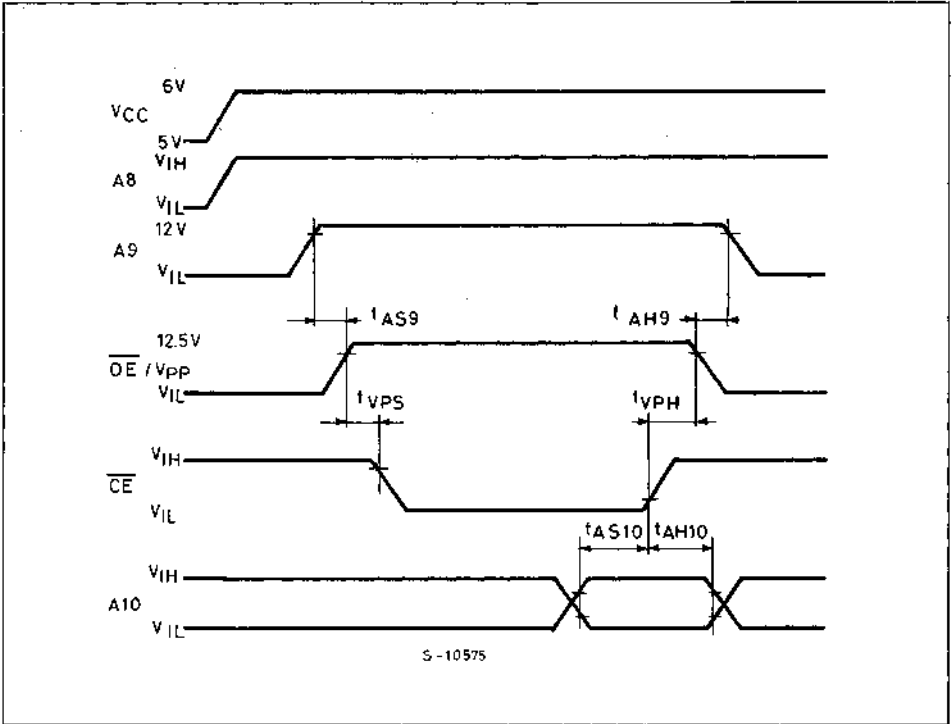 6V
VCC
5V
VIH
A8
VIL
12V
A9
VIL
tAS9
tAH9
12.5V
OE / VPP
VIL
tVPS
tVPH
VIH
CE
VIL
tAS10
tAH10
VIH
A10
VIL
S-10575